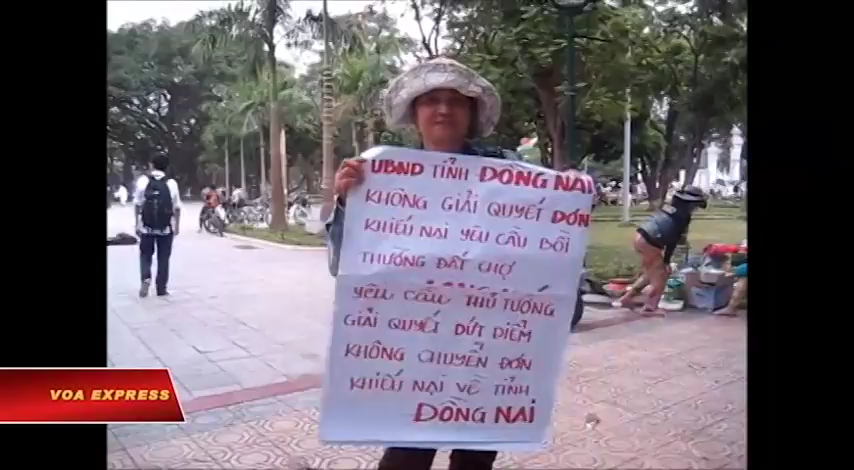 UBND TỈNH ĐỒNG NAI
KHÔNG GIẢI QUYẾT ĐƠN
KHIẾU NẠI YÊU CẦU BỒI
THƯỜNG ĐẤT CHỢ
YÊU CẦU THỦ TƯỚNG
GIẢI QUYẾT DỨT ĐIỂM
KHÔNG CHUYỂN ĐƠN
KHIẾU NẠI VỀ TỈNH
ĐỒNG NAI
VOA EXPRESS